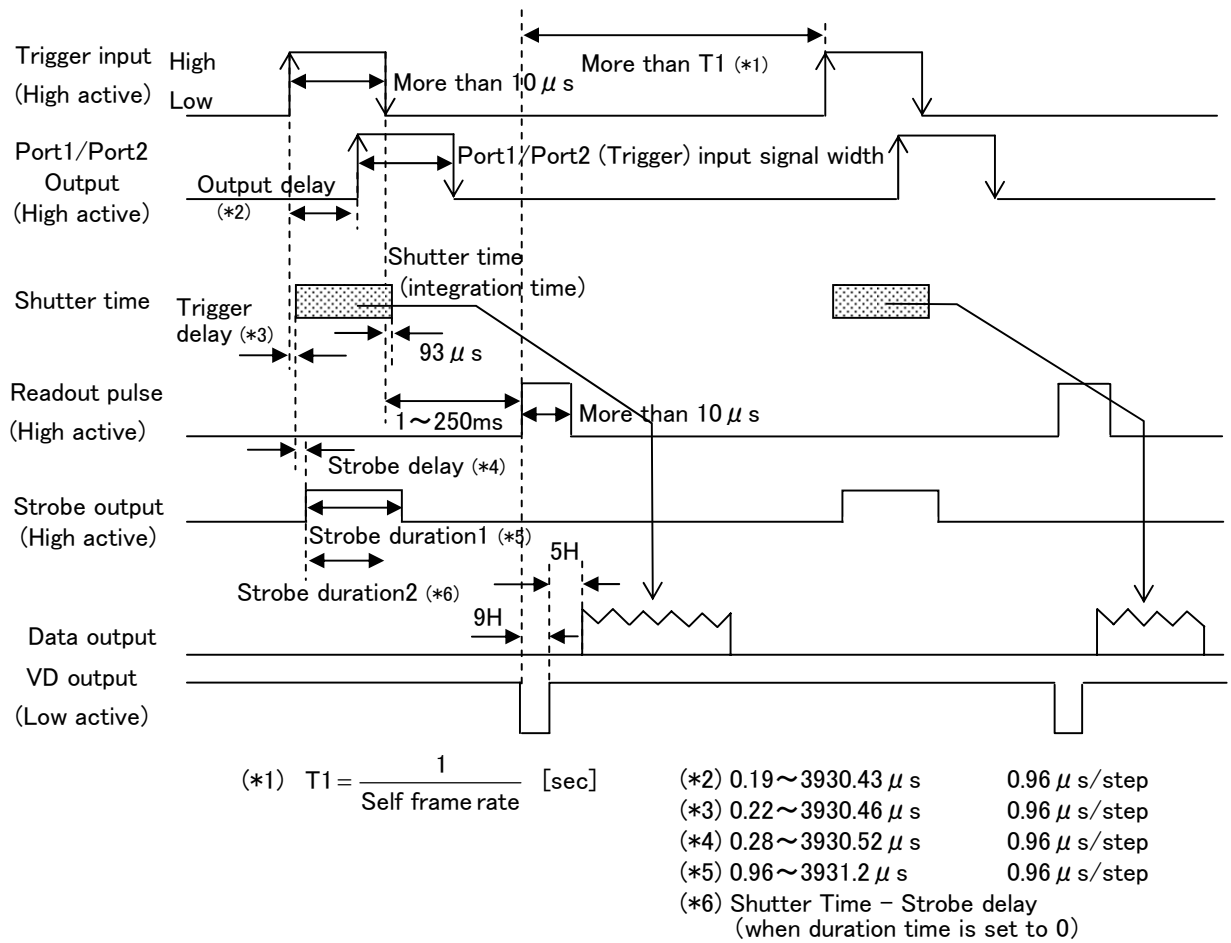 Trigger input
(High active)
High
Low
More than 10 μ s
More than T1 (*1)
Port1/Port2
Output
(High active)
Output delay
(*2)
Port1/Port2 (Trigger) input signal width
Shutter time
Trigger
delay (*3)
Shutter time
(integration time)
93 μ s
Readout pulse
(High active)
1～250ms
More than 10 μ s
Strobe delay (*4)
Strobe output
(High active)
Strobe duration1 (*5)
Strobe duration2 (*6)
5H
9H
Data output
VD output
(Low active)
(*1) T1 = 1 / Self frame rate [sec]
(*2) 0.19～3930.43 μ s 0.96 μ s/step
(*3) 0.22～3930.46 μ s 0.96 μ s/step
(*4) 0.28～3930.52 μ s 0.96 μ s/step
(*5) 0.96～3931.2 μ s 0.96 μ s/step
(*6) Shutter Time - Strobe delay
(when duration time is set to 0)